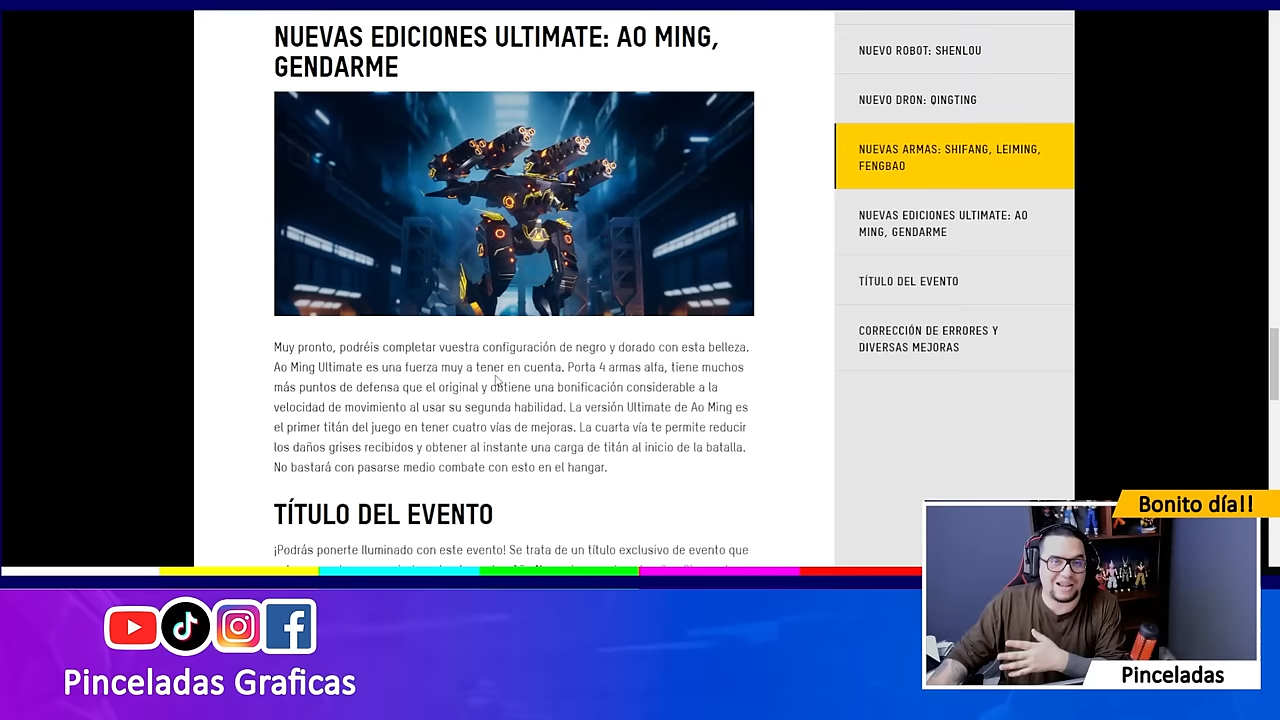 NUEVAS EDICIONES ULTIMATE: AO MING,
GENDARME
Muy pronto, podréis completar vuestra configuración de negro y dorado con esta belleza.
Ao Ming Ultimate es una fuerza muy a tener en cuenta. Porta 4 armas alfa, tiene muchos
más puntos de defensa que el original y obtiene una bonificación considerable a la
velocidad de movimiento al usar su segunda habilidad. La versión Ultimate de Ao Ming es
el primer titán del juego en tener cuatro vías de mejoras. La cuarta vía te permite reducir
los daños grises recibidos y obtener al instante una carga de titán al inicio de la batalla.
No bastará con pasarse medio combate con esto en el hangar.
TÍTULO DEL EVENTO
¡Podrás ponerte Iluminado con este evento! Se trata de un título exclusivo de evento que
NUEVO ROBOT: SHENLOU
NUEVO DRON: QINGTING
NUEVAS ARMAS: SHIFANG, LEIMING,
FENGBAO
NUEVAS EDICIONES ULTIMATE: AO
MING, GENDARME
TÍTULO DEL EVENTO
CORRECCIÓN DE ERRORES Y
DIVERSAS MEJORAS
Bonito día!!
Pinceladas
Pinceladas Graficas